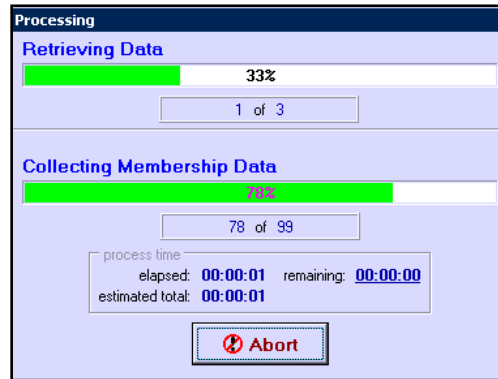 Processing
Retrieving Data
33%
1 of 3
Collecting Membership Data
78%
78 of 99
process time
elapsed: 00:00:01 remaining: 00:00:00
estimated total: 00:00:01
Abort